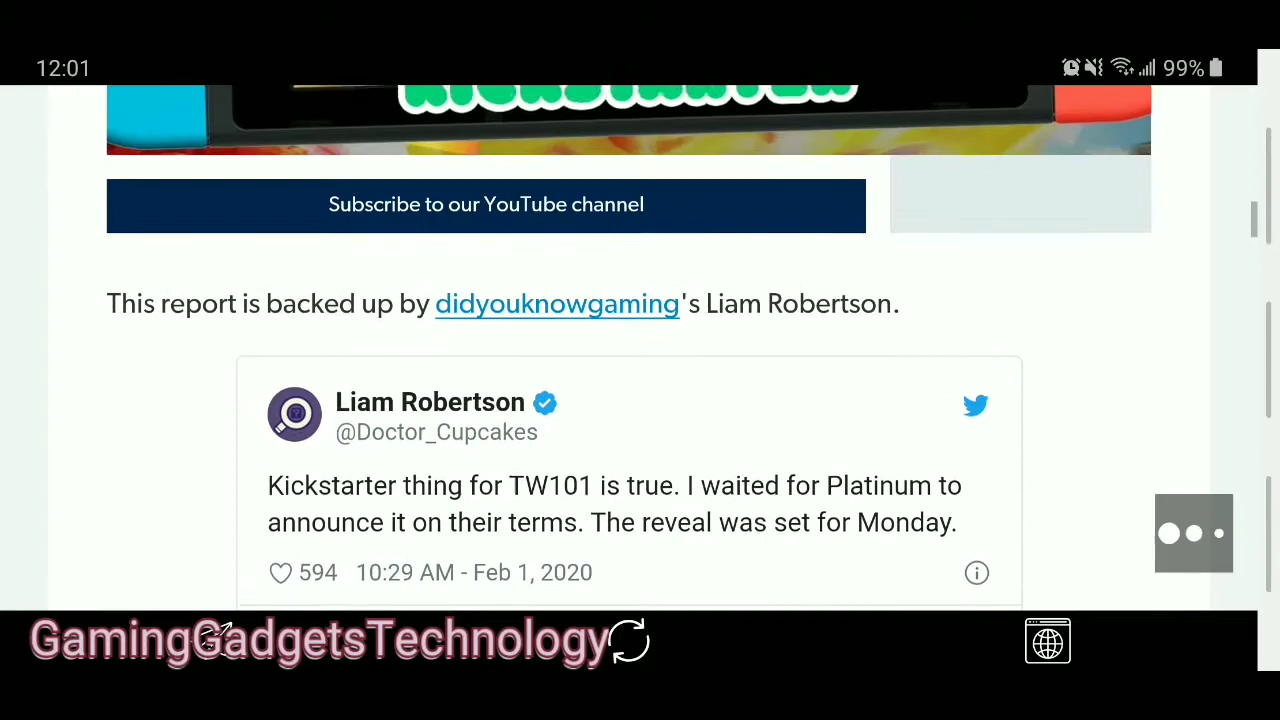 12:01 99%
KICKSTARTER
Subscribe to our YouTube channel
This report is backed up by didyouknowgaming's Liam Robertson.
Liam Robertson
@Doctor_Cupcakes
Kickstarter thing for TW101 is true. I waited for Platinum to
announce it on their terms. The reveal was set for Monday.
594 10:29 AM - Feb 1, 2020
GamingGadgetsTechnology